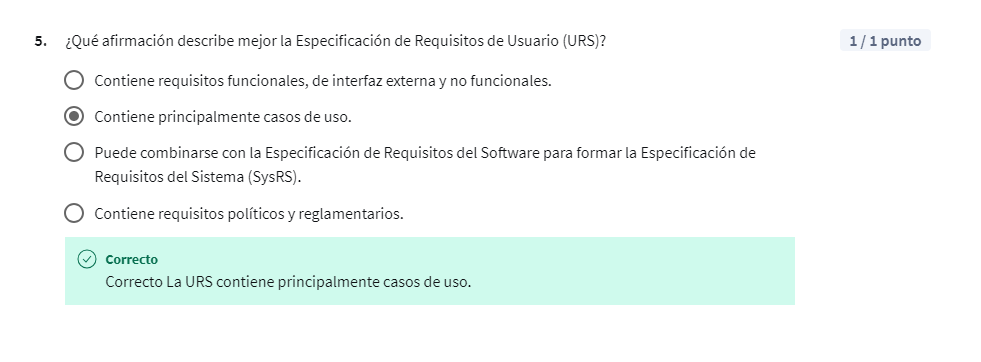 5. ¿Qué afirmación describe mejor la Especificación de Requisitos de Usuario (URS)?
1 / 1 punto
Contiene requisitos funcionales, de interfaz externa y no funcionales.
Contiene principalmente casos de uso.
Puede combinarse con la Especificación de Requisitos del Software para formar la Especificación de
Requisitos del Sistema (SysRS).
Contiene requisitos políticos y reglamentarios.
Correcto
Correcto La URS contiene principalmente casos de uso.